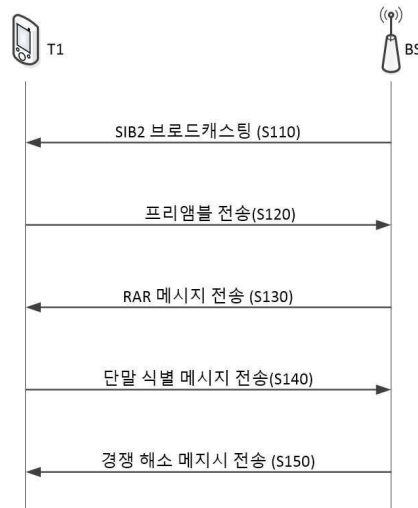 T1
BS
SIB2 브로드캐스팅 (S110)
프리앰블 전송(S120)
RAR 메시지 전송 (S130)
단말 식별 메시지 전송(S140)
경쟁 해소 메지시 전송 (S150)